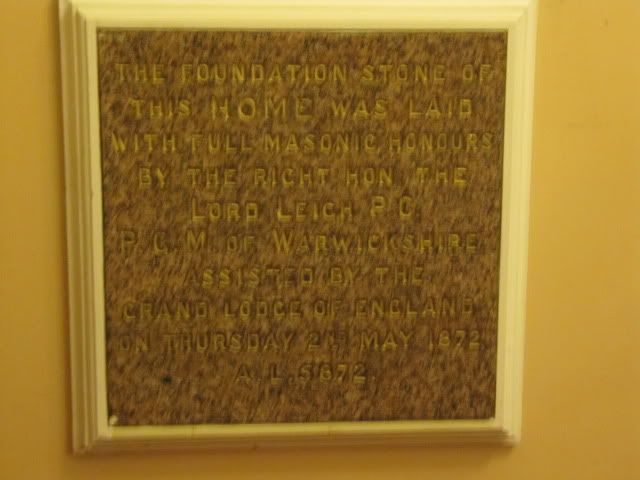 THE FOUNDATION STONE OF
THIS HOME WAS LAID
WITH FULL MASONIC HONOURS
BY THE RIGHT HON. THE
LORD LEIGH P.C.
P.G.M. OF WARWICKSHIRE
ASSISTED BY THE
GRAND LODGE OF ENGLAND
ON THURSDAY 2ND MAY 1872
A.L. 5872.